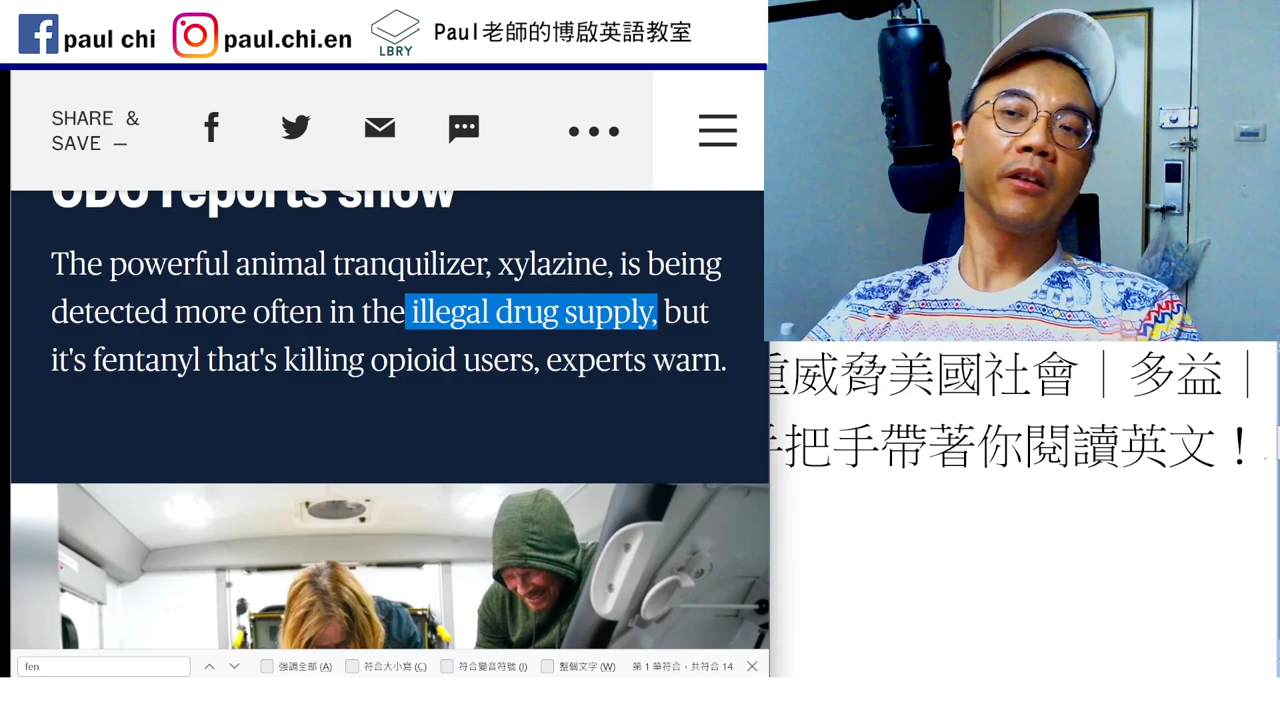 paul chi
paul.chi.en
LBRY
Paul老師的博啟英語教室
SHARE &
SAVE —
CDC reports show
The powerful animal tranquilizer, xylazine, is being
detected more often in the illegal drug supply, but
it's fentanyl that's killing opioid users, experts warn.
重威脅美國社會｜多益｜
手把手帶著你閱讀英文！
fen
強調全部 (A)
符合大小寫 (C)
符合變音符號 (I)
整個文字 (W)
第 1 筆符合，共符合 14